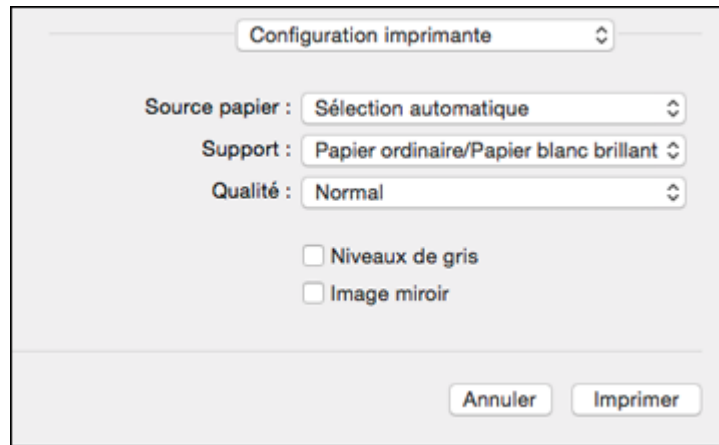 Configuration imprimante
Source papier : Sélection automatique
Support : Papier ordinaire/Papier blanc brillant
Qualité : Normal
Niveaux de gris
Image miroir
Annuler Imprimer